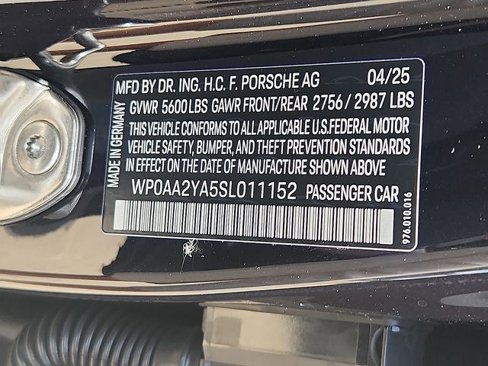 MFD BY DR. ING. H.C. F. PORSCHE AG 04/25
GVWR 5600 LBS GAWR FRONT/REAR 2756 / 2987 LBS
THIS VEHICLE CONFORMS TO ALL APPLICABLE U.S.FEDERAL MOTOR
VEHICLE SAFETY, BUMPER, AND THEFT PREVENTION STANDARDS
IN EFFECT ON THE DATE OF MANUFACTURE SHOWN ABOVE
WP0AA2YA5SL011152 PASSENGER CAR
MADE IN GERMANY
976.010.016